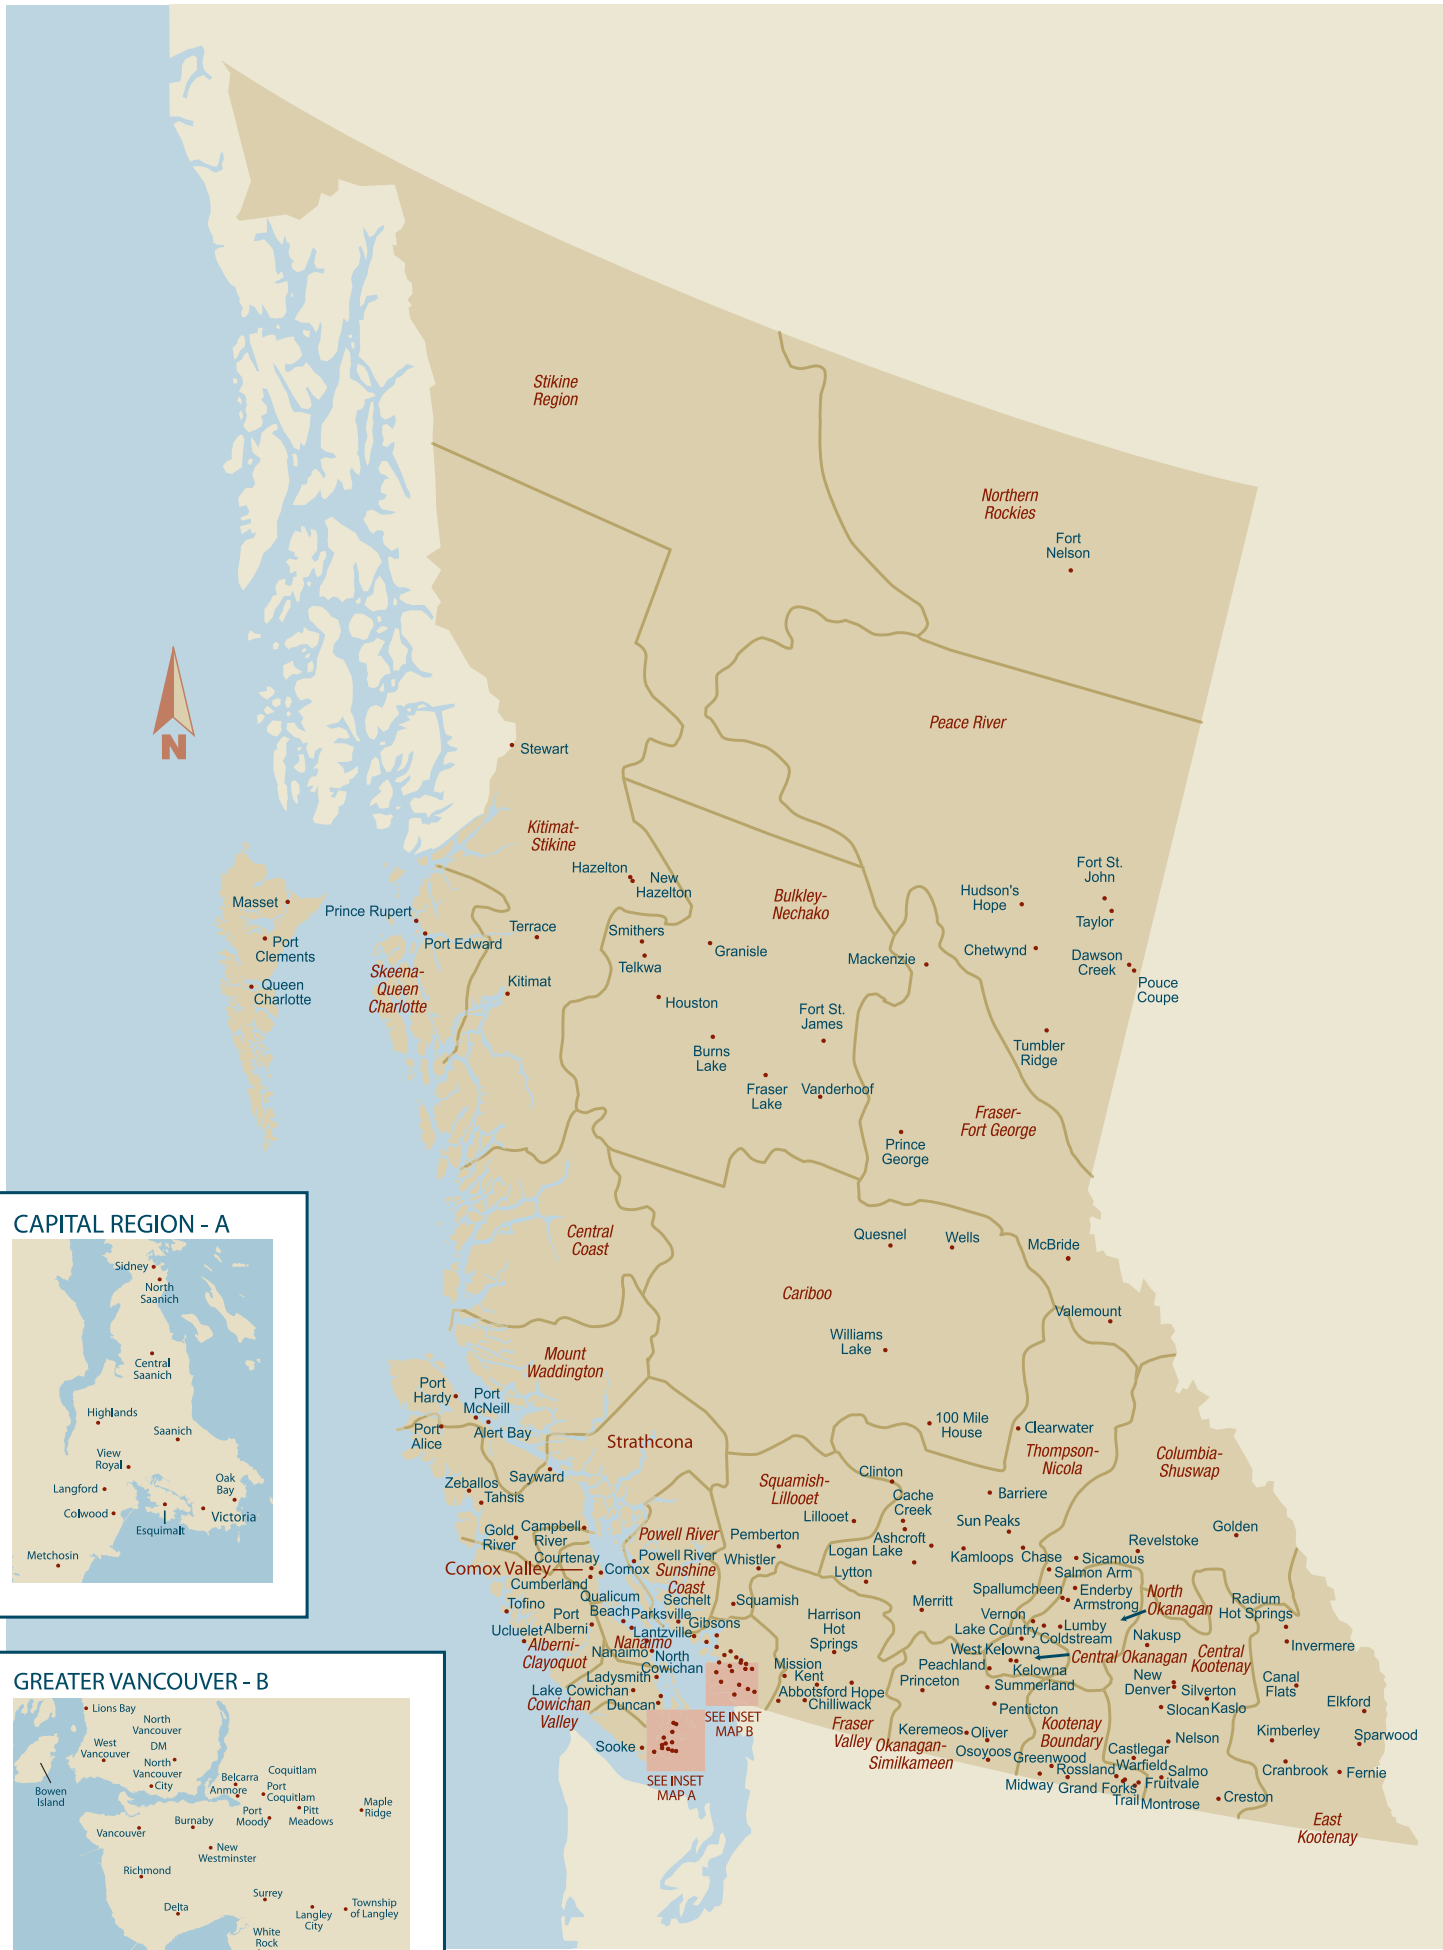 Stikine
Region
Northern
Rockies
Fort
Nelson
Peace River
N
Stewart
Kitimat-
Stikine
Hazelton
New
Hazelton
Bulkley-
Nechako
Fort St.
John
Hudson's
Hope
Taylor
Masset
Prince Rupert
Port Edward
Terrace
Smithers
Granisle
Telkwa
Mackenzie
Chetwynd
Dawson
Creek
Pouce
Coupe
Port
Clements
Queen
Charlotte
Skeena-
Queen
Charlotte
Kitimat
Houston
Fort St.
James
Burns
Lake
Tumbler
Ridge
Fraser
Lake
Vanderhoof
Fraser-
Fort George
Prince
George
Central
Coast
Quesnel
Wells
McBride
Cariboo
Valemount
Williams
Lake
Mount
Waddington
Port
Hardy
Port
McNeill
Port
Alice
Alert Bay
100 Mile
House
Clearwater
Strathcona
Thompson-
Nicola
Columbia-
Shuswap
Sayward
Zeballos
Tahsis
Squamish-
Lillooet
Clinton
Cache
Creek
Barriere
Lillooet
Sun Peaks
Golden
Gold
River
Campbell
River
Powell River
Pemberton
Ashcroft
Logan Lake
Kamloops
Chase
Revelstoke
Sicamous
Courtenay
Comox Valley
Comox
Powell River
Whistler
Salmon Arm
Cumberland
Sunshine
Coast
Lytton
Spallumcheen
Enderby
Armstrong
North
Okanagan
Radium
Hot Springs
Tofino
Qualicum
Beach
Sechelt
Squamish
Merritt
Port
Alberni
Parksville
Gibsons
Harrison
Hot
Springs
Vernon
Lumby
Ucluelet
Lantzville
Lake Country
Coldstream
Nakusp
Invermere
Alberni-
Clayoquot
Nanaimo
Nanaimo
North
Cowichan
West Kelowna
Central Okanagan
Central
Kootenay
Mission
Kent
Peachland
Kelowna
Ladysmith
Princeton
Summerland
New
Denver
Silverton
Canal
Flats
Lake Cowichan
Duncan
Abbotsford
Hope
Chilliwack
Penticton
Slocan
Kaslo
Elkford
Cowichan
Valley
SEE INSET
MAP B
Fraser
Valley
Okanagan-
Similkameen
Keremeos
Oliver
Kootenay
Boundary
Nelson
Kimberley
Sparwood
Sooke
Osoyoos
Greenwood
Castlegar
Rossland
Warfield
Salmo
Cranbrook
Fernie
SEE INSET
MAP A
Midway
Grand Forks
Fruitvale
Trail
Montrose
Creston
East
Kootenay
CAPITAL REGION - A
Sidney
North
Saanich
Central
Saanich
Highlands
Saanich
View
Royal
Langford
Oak
Bay
Colwood
Victoria
Esquimalt
Metchosin
GREATER VANCOUVER - B
Lions Bay
North
Vancouver
DM
West
Vancouver
North
Vancouver
City
Bowen
Island
Belcarra
Coquitlam
Anmore
Port
Coquitlam
Port
Moody
Pitt
Meadows
Maple
Ridge
Burnaby
Vancouver
New
Westminster
Richmond
Surrey
Delta
Langley
City
Township
of Langley
White
Rock